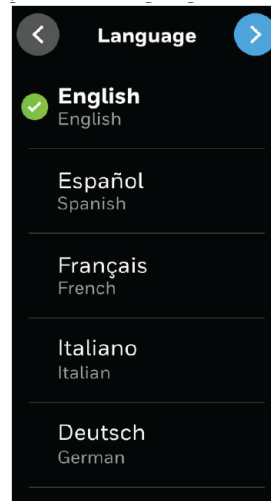 Language
English
English
Español
Spanish
Français
French
Italiano
Italian
Deutsch
German